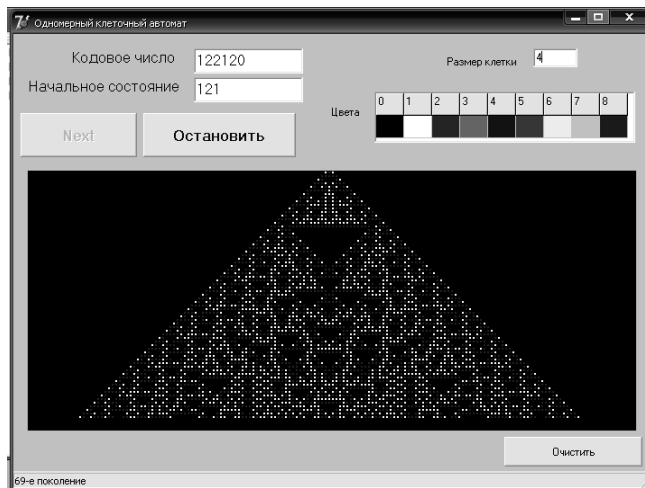 Одномерный клеточный автомат
Кодовое число 122120
Размер клетки 4
Начальное состояние 121
Цвета 0 1 2 3 4 5 6 7 8
Next Остановить
Очистить
69-е поколение